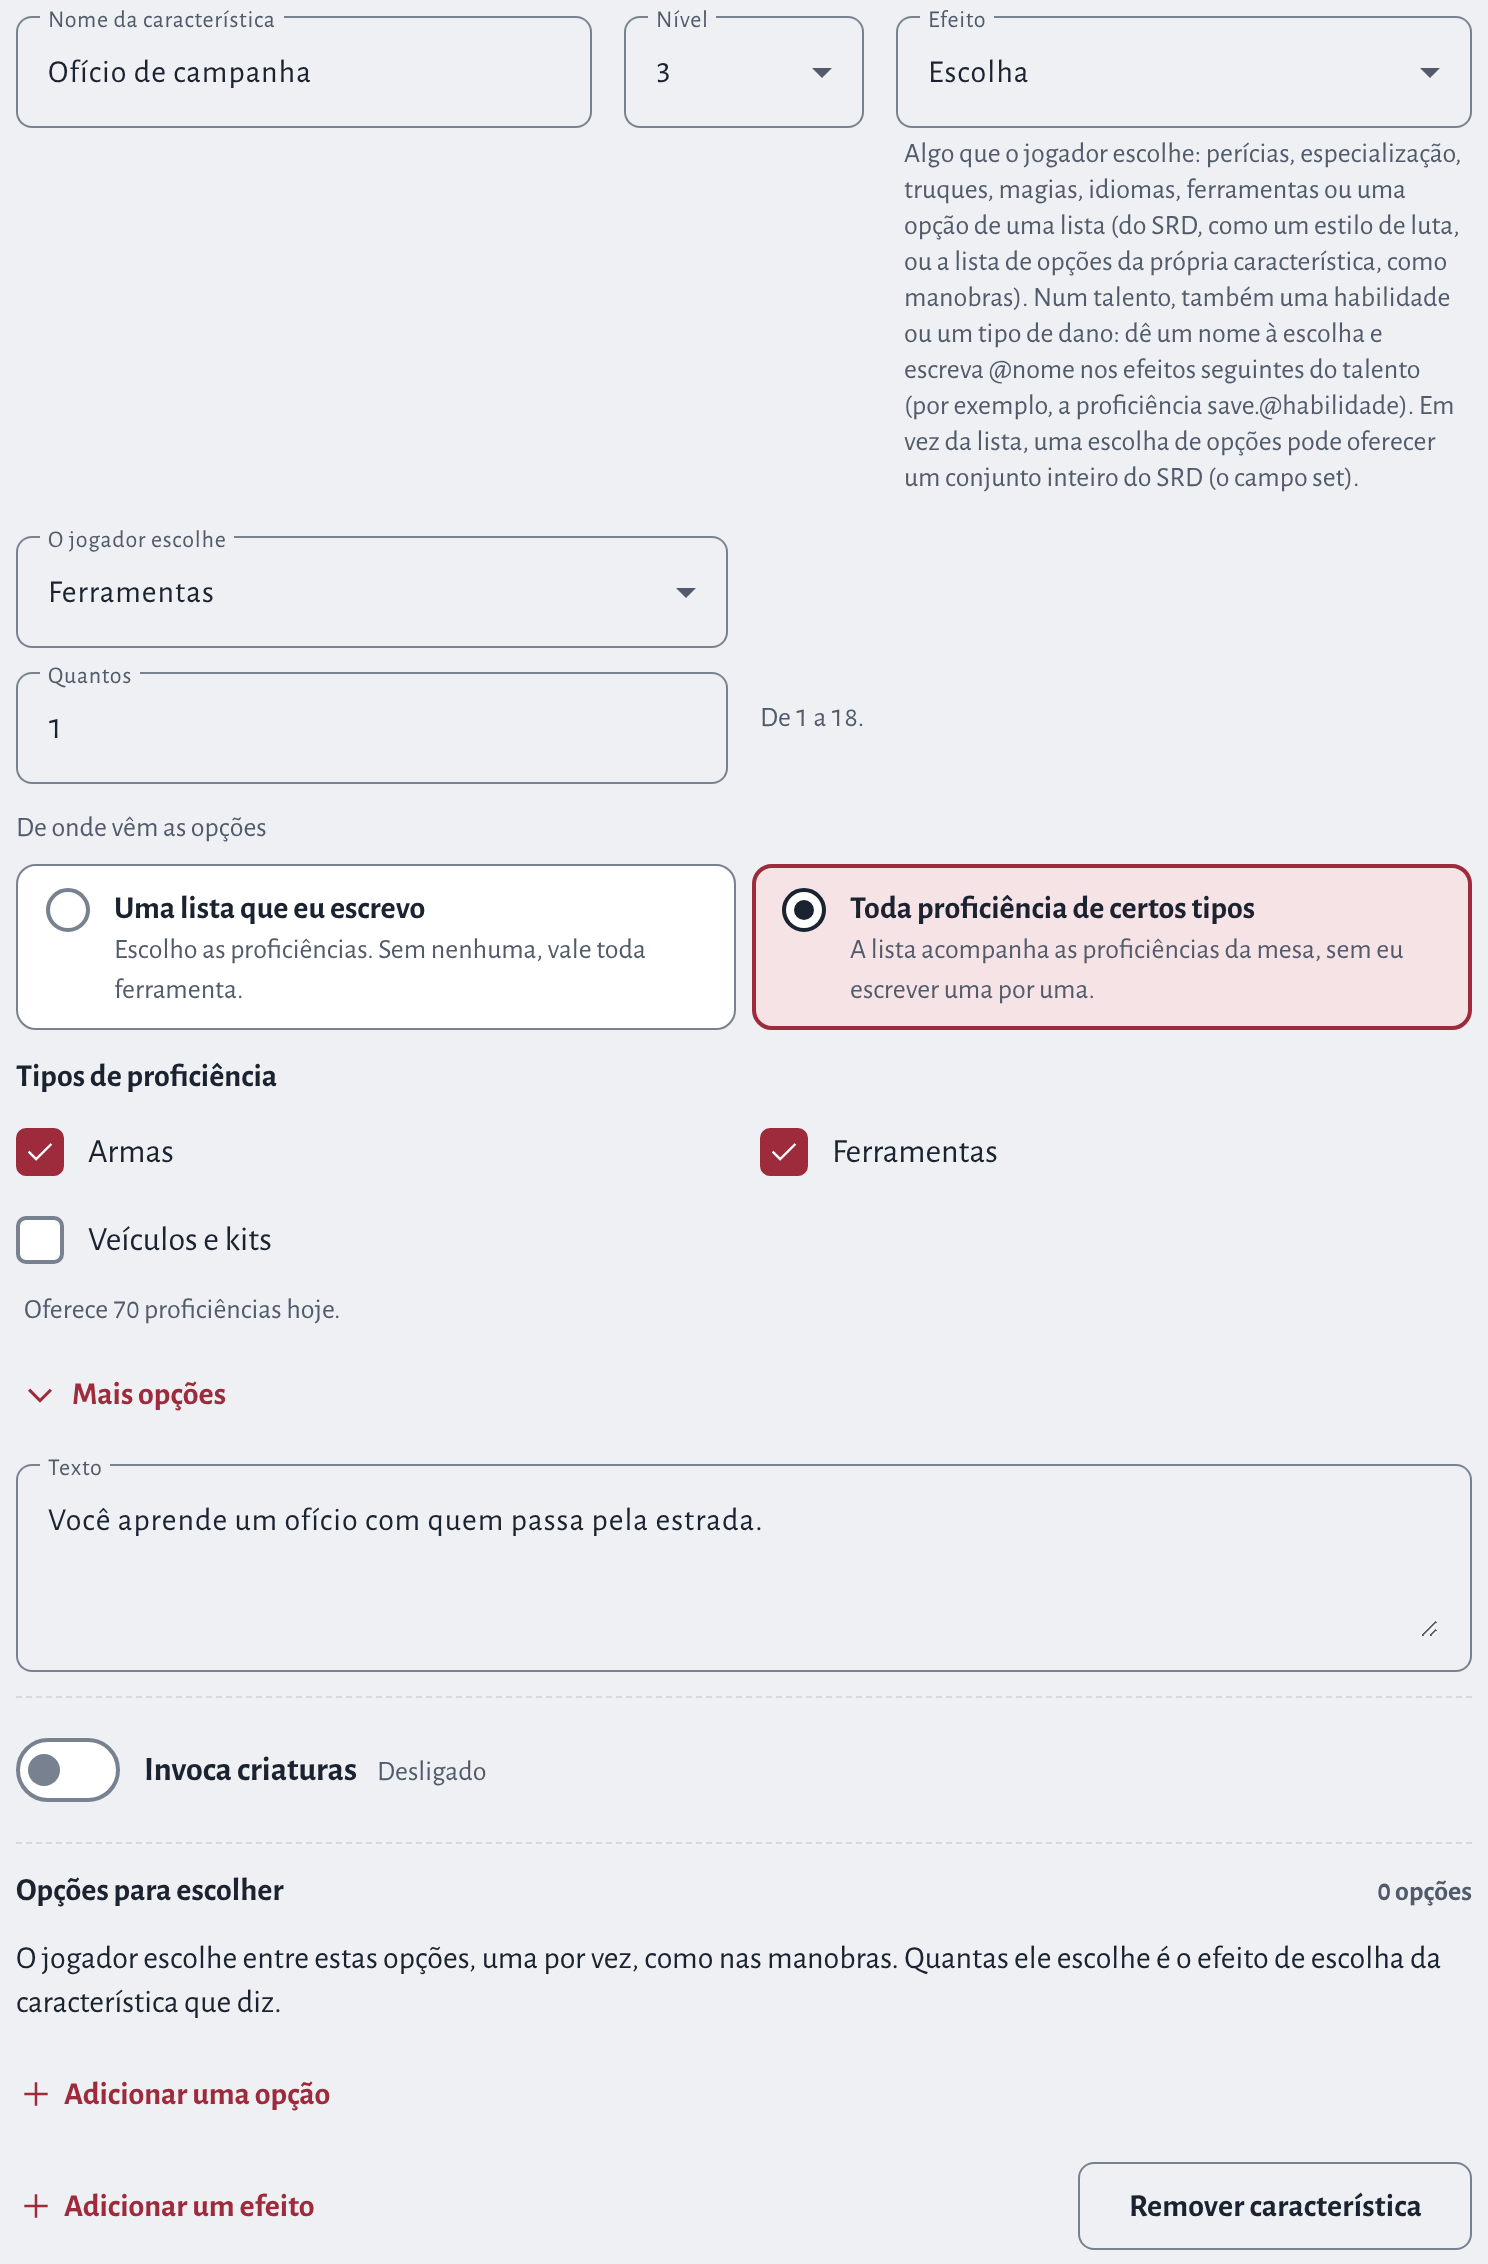 Nome da característica
Ofício de campanha
Nível
3
Efeito
Escolha
Algo que o jogador escolhe: perícias, especialização,
truques, magias, idiomas, ferramentas ou uma
opção de uma lista (do SRD, como um estilo de luta,
ou a lista de opções da própria característica, como
manobras). Num talento, também uma habilidade
ou um tipo de dano: dê um nome à escolha e
escreva @nome nos efeitos seguintes do talento
(por exemplo, a proficiência save.@habilidade). Em
vez da lista, uma escolha de opções pode oferecer
um conjunto inteiro do SRD (o campo set).
O jogador escolhe
Ferramentas
Quantos
1
De 1 a 18.
De onde vêm as opções
Uma lista que eu escrevo
Escolho as proficiências. Sem nenhuma, vale toda
ferramenta.
Toda proficiência de certos tipos
A lista acompanha as proficiências da mesa, sem eu
escrever uma por uma.
Tipos de proficiência
Armas
Ferramentas
Veículos e kits
Oferece 70 proficiências hoje.
Mais opções
Texto
Você aprende um ofício com quem passa pela estrada.
Invoca criaturas Desligado
Opções para escolher
0 opções
O jogador escolhe entre estas opções, uma por vez, como nas manobras. Quantas ele escolhe é o efeito de escolha da
característica que diz.
Adicionar uma opção
Adicionar um efeito
Remover característica